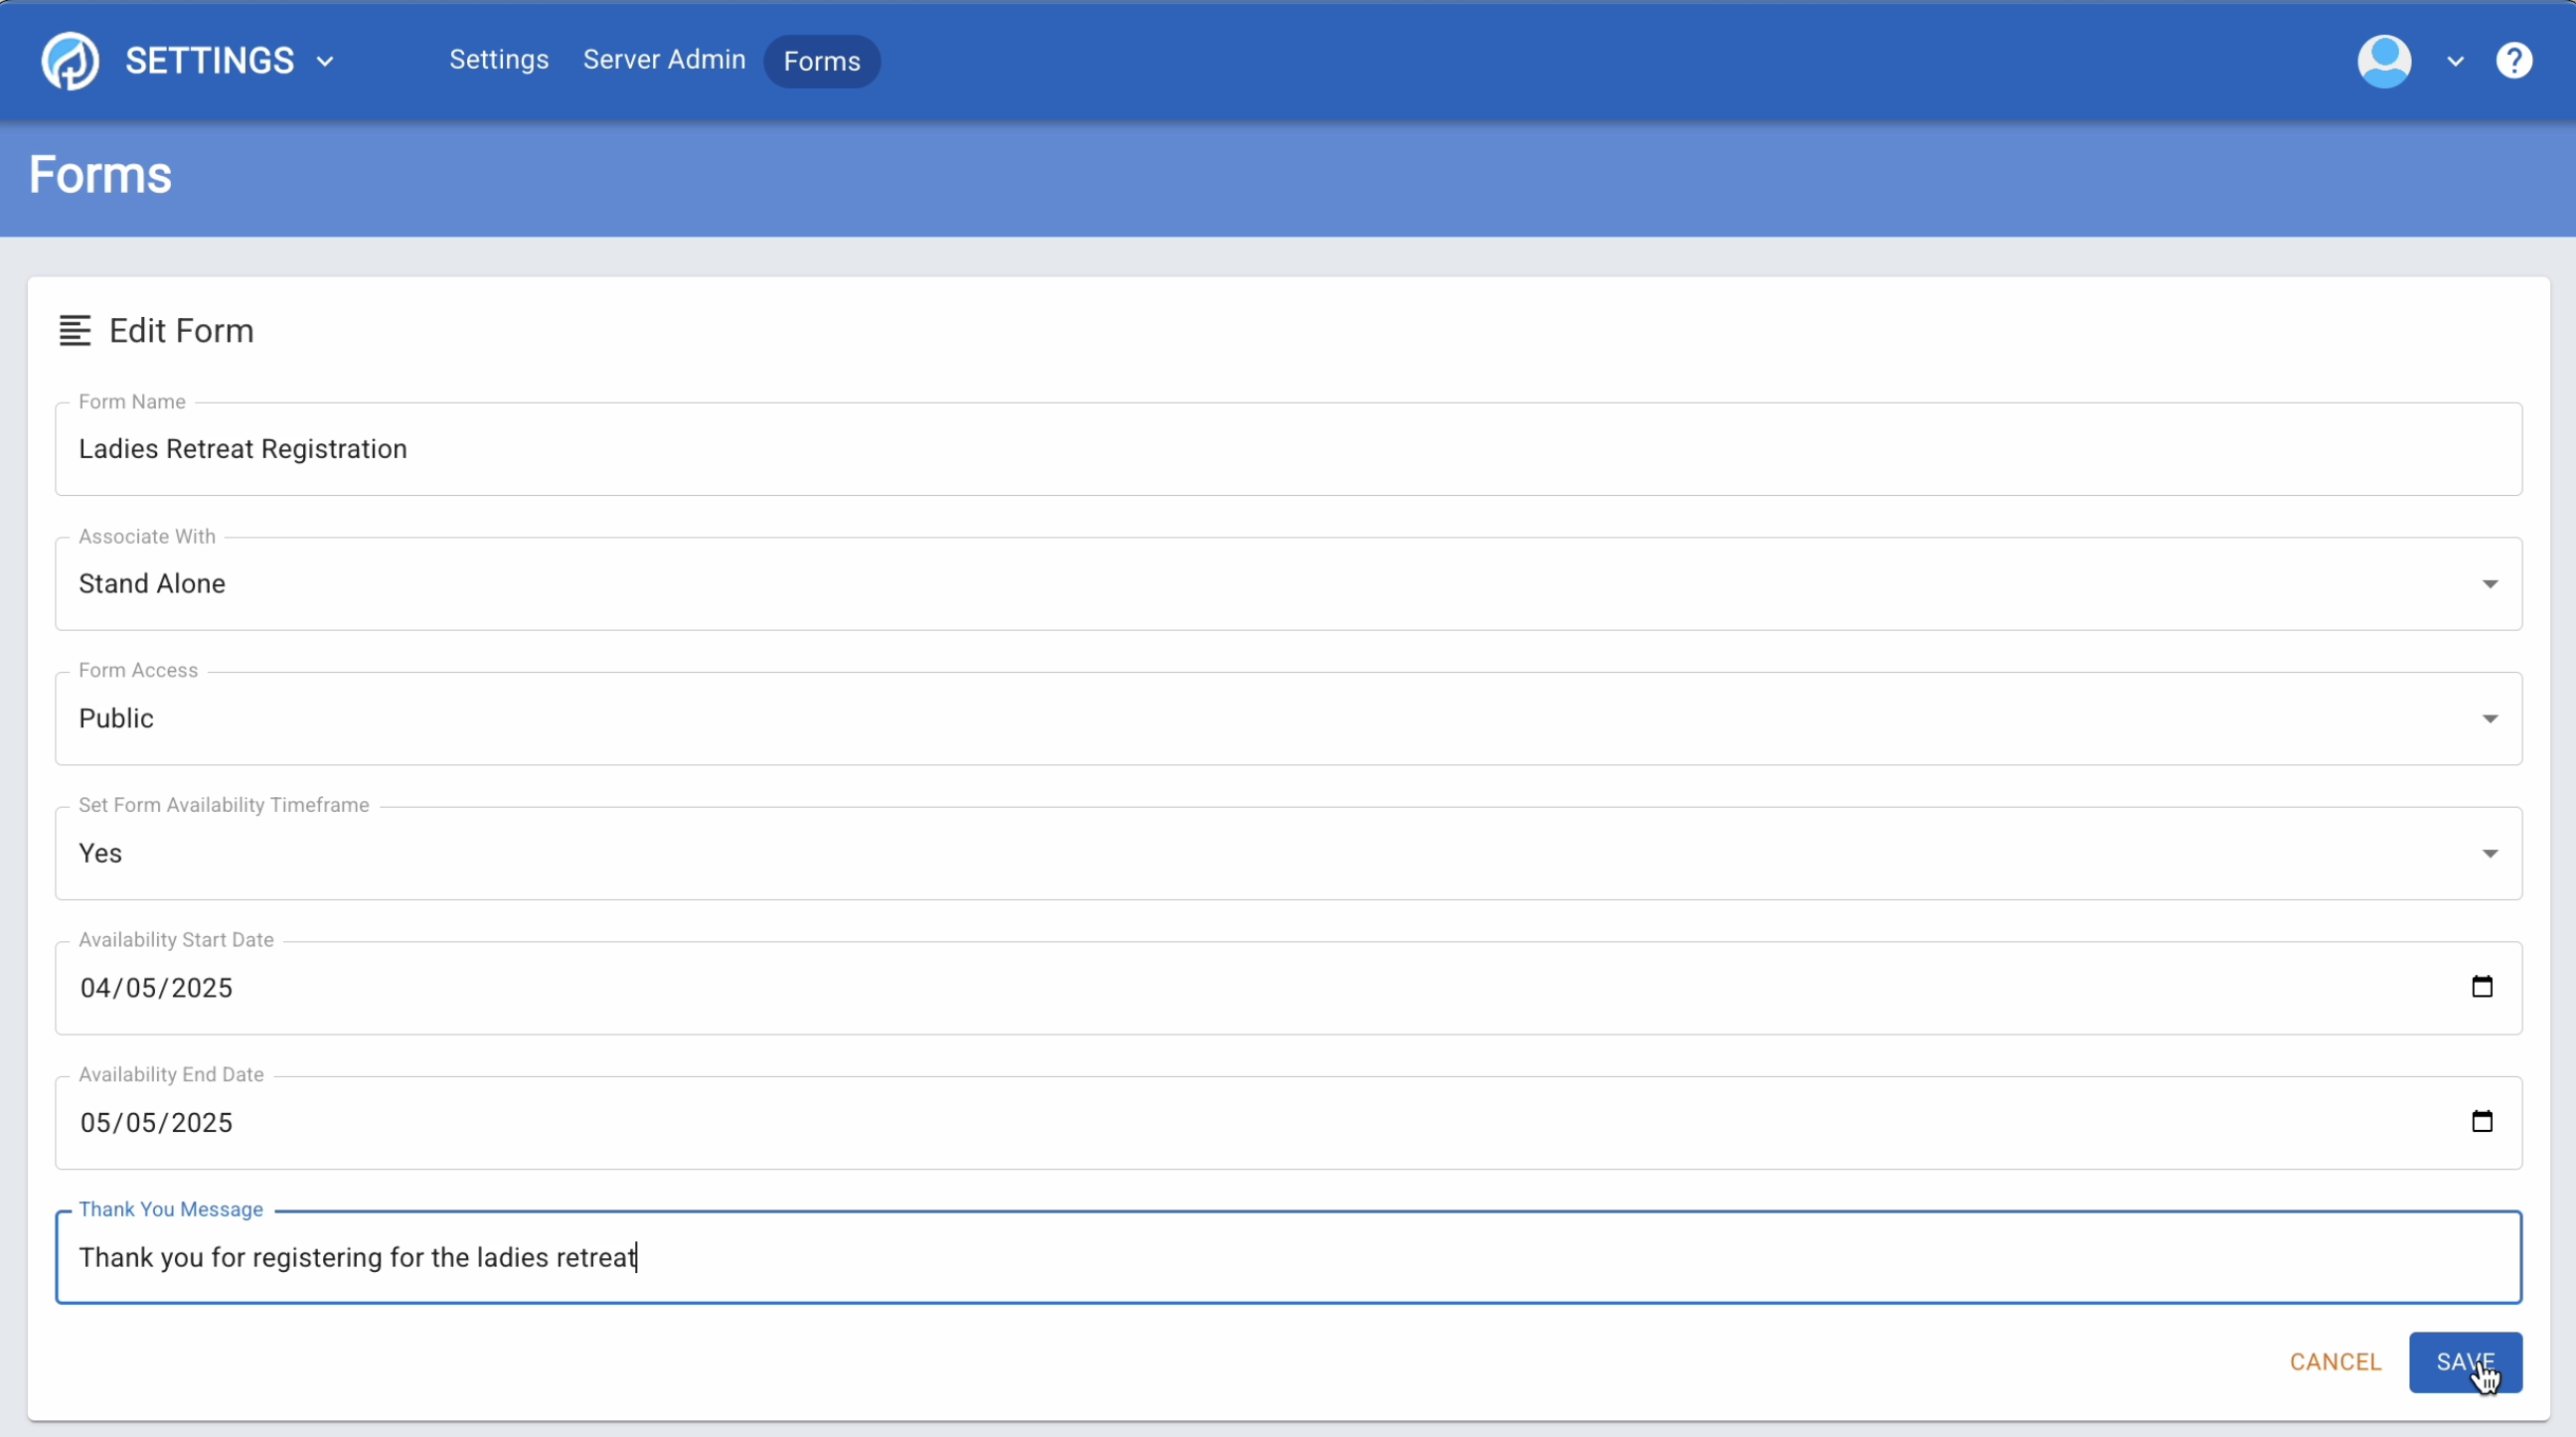 SETTINGS
Settings
Server Admin
Forms
Forms
Edit Form
Form Name
Ladies Retreat Registration
Associate With
Stand Alone
Form Access
Public
Set Form Availability Timeframe
Yes
Availability Start Date
04/05/2025
Availability End Date
05/05/2025
Thank You Message
Thank you for registering for the ladies retreat
CANCEL
SAVE